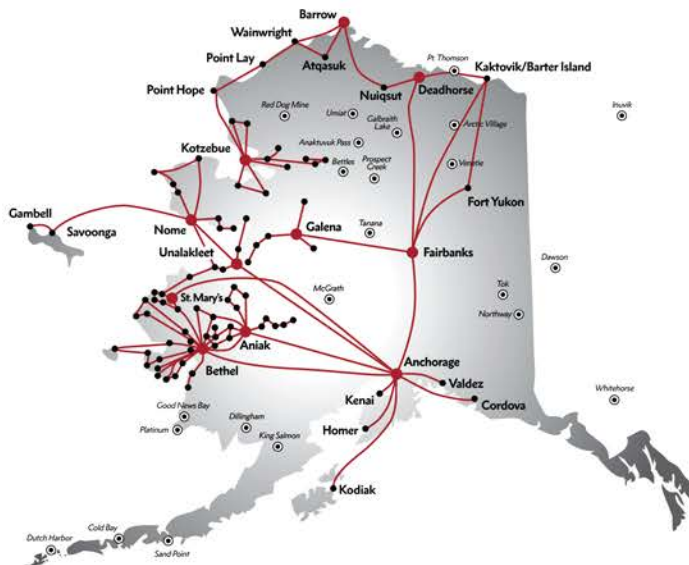 Barrow
Wainwright
Pt. Thomson
Kaktovik/Barter Island
Point Lay
Atqasuk
Nuiqsut
Deadhorse
Point Hope
Red Dog Mine
Umiat
Galbraith
Lake
Arctic Village
Inuvik
Anaktuvuk Pass
Kotzebue
Bettles
Prospect
Creek
Venetie
Fort Yukon
Gambell
Savoonga
Nome
Galena
Tanana
Unalakleet
Fairbanks
Dawson
McGrath
Tok
St. Mary's
Northway
Aniak
Bethel
Anchorage
Valdez
Kenai
Cordova
Whitehorse
Good News Bay
Dillingham
Platinum
King Salmon
Homer
Kodiak
Cold Bay
Dutch Harbor
Sand Point